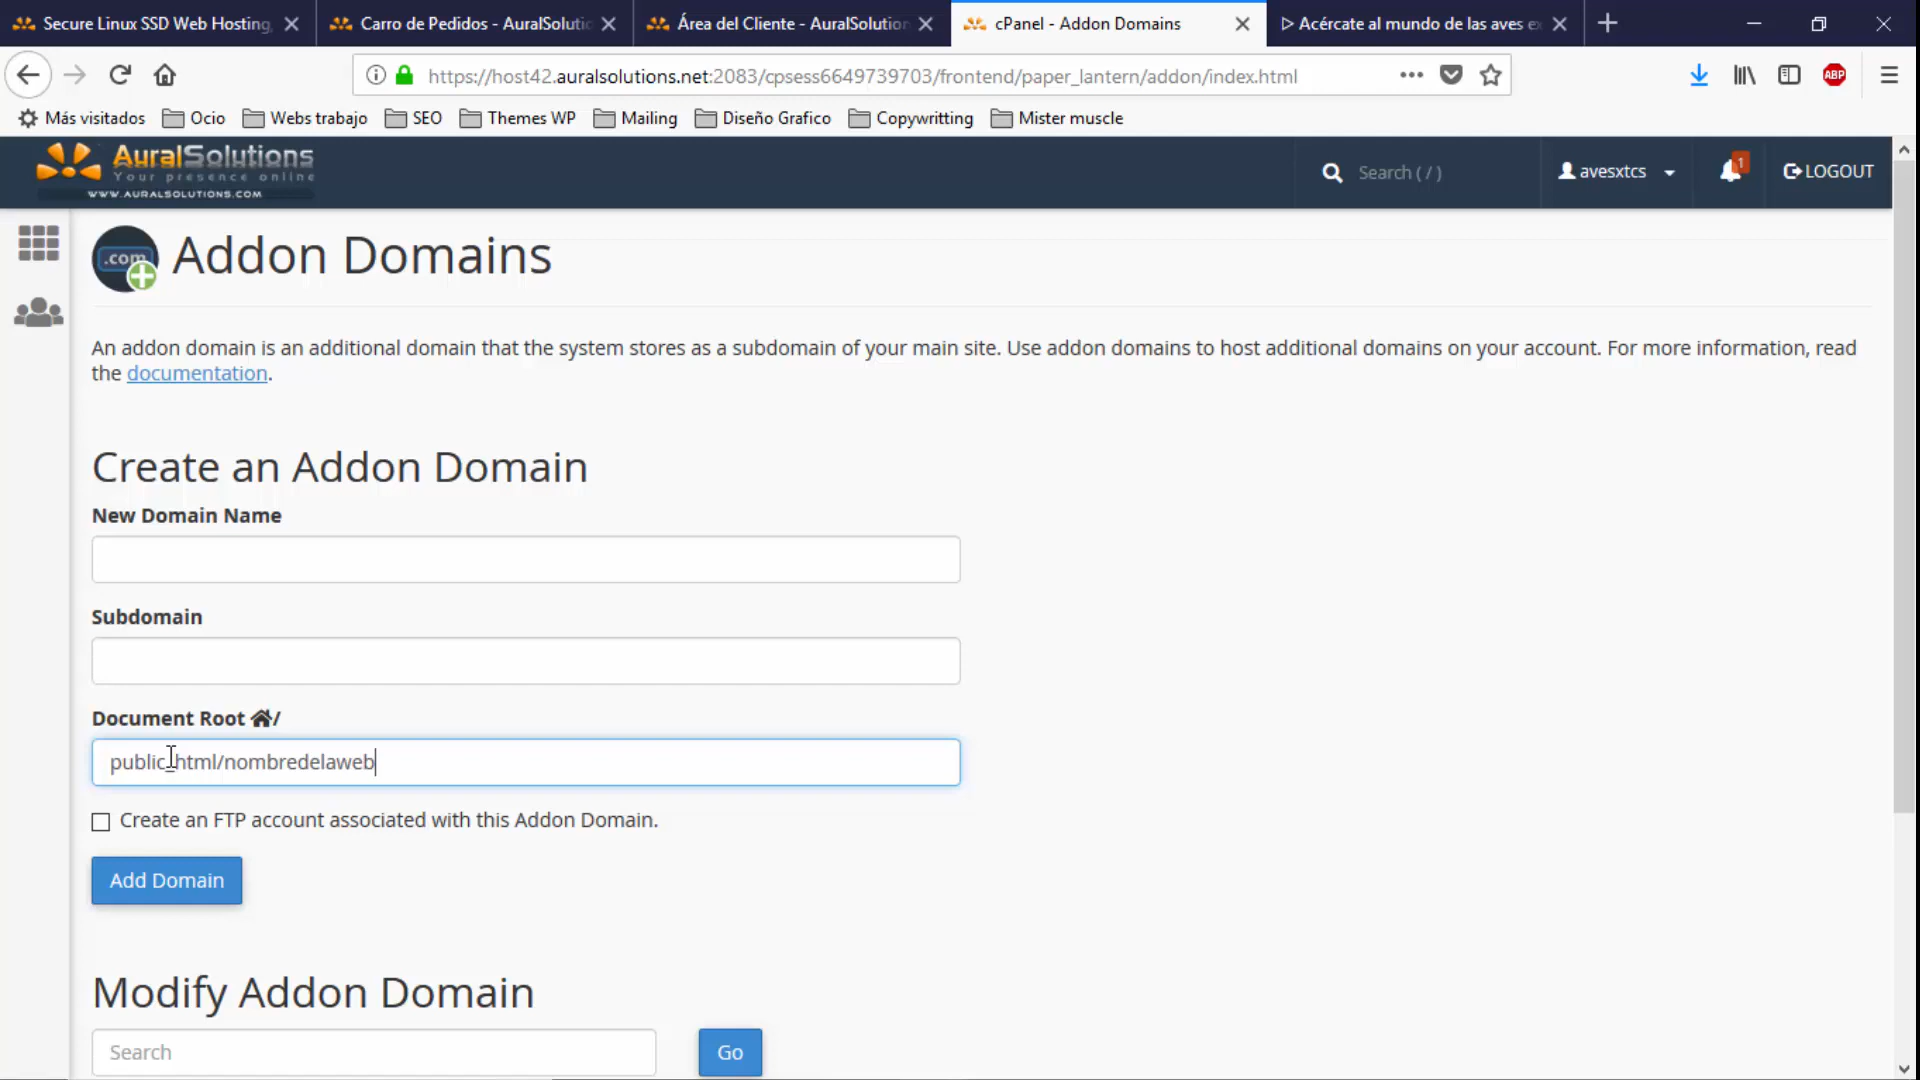 Secure Linux SSD Web Hosting,
Carro de Pedidos - AuralSolutio
Área del Cliente - AuralSolution
cPanel - Addon Domains
Acércate al mundo de las aves ex
https://host42.auralsolutions.net:2083/cpsess6649739703/frontend/paper_lantern/addon/index.html
ABP
Más visitados Ocio Webs trabajo SEO Themes WP Mailing Diseño Grafico Copywritting Mister muscle
AuralSolutions
Your presence online
WWW.AURALSOLUTIONS.COM
Search ( / )
avesxtcs
1
LOGOUT
.com
Addon Domains
An addon domain is an additional domain that the system stores as a subdomain of your main site. Use addon domains to host additional domains on your account. For more information, read
the documentation.
Create an Addon Domain
New Domain Name
Subdomain
Document Root /
public_html/nombredelaweb
Create an FTP account associated with this Addon Domain.
Add Domain
Modify Addon Domain
Search
Go